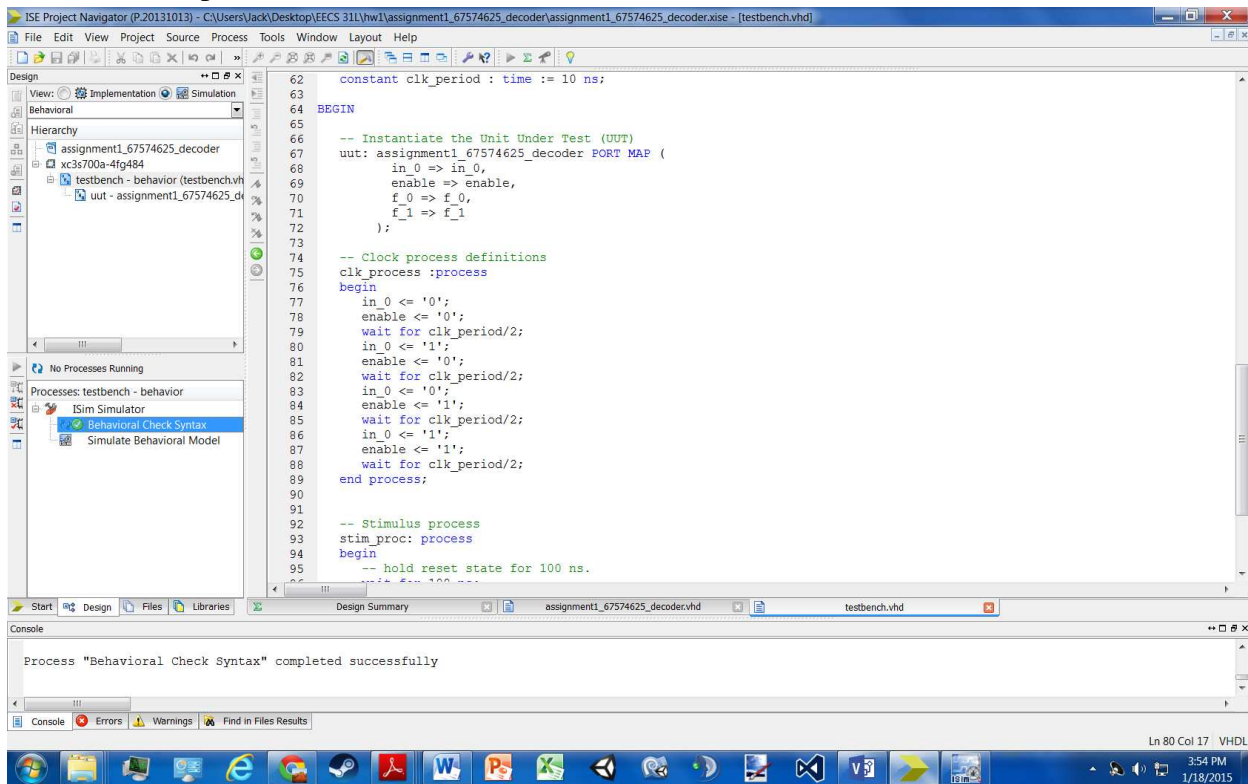 ISE Project Navigator (P.20131013) - C:\Users\Jack\Desktop\EECS 31L\hw1\assignment1_67574625_decoder\assignment1_67574625_decoder.xise - [testbench.vhd]
File Edit View Project Source Process Tools Window Layout Help
Design
View: Implementation Simulation
Behavioral
Hierarchy
assignment1_67574625_decoder
xc3s700a-4fg484
testbench - behavior (testbench.vh
uut - assignment1_67574625_de
No Processes Running
Processes: testbench - behavior
ISim Simulator
Behavioral Check Syntax
Simulate Behavioral Model
62 constant clk_period : time := 10 ns;
63
64 BEGIN
65
66 -- Instantiate the Unit Under Test (UUT)
67 uut: assignment1_67574625_decoder PORT MAP (
68 in_0 => in_0,
69 enable => enable,
70 f_0 => f_0,
71 f_1 => f_1
72 );
73
74 -- Clock process definitions
75 clk_process :process
76 begin
77 in_0 <= '0';
78 enable <= '0';
79 wait for clk_period/2;
80 in_0 <= '1';
81 enable <= '0';
82 wait for clk_period/2;
83 in_0 <= '0';
84 enable <= '1';
85 wait for clk_period/2;
86 in_0 <= '1';
87 enable <= '1';
88 wait for clk_period/2;
89 end process;
90
91
92 -- Stimulus process
93 stim_proc: process
94 begin
95 -- hold reset state for 100 ns.
Start Design Files Libraries
Design Summary assignment1_67574625_decoder.vhd testbench.vhd
Console
Process "Behavioral Check Syntax" completed successfully
Console Errors Warnings Find in Files Results
Ln 80 Col 17 VHDL
3:54 PM
1/18/2015